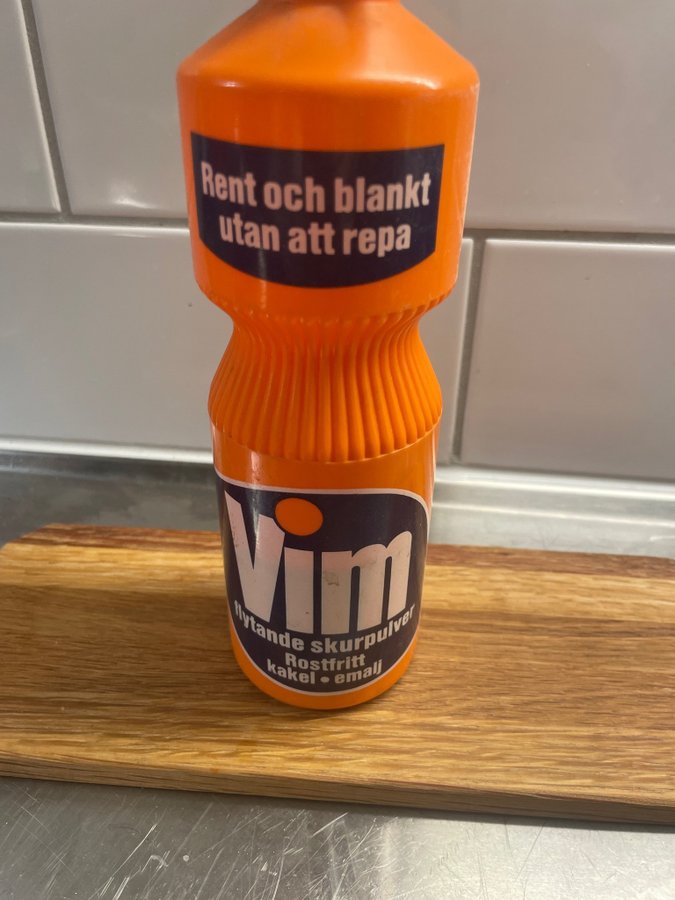 Rent och blankt
utan att repa
Vim
flytande skurpulver
Rostfritt
kakel • emalj